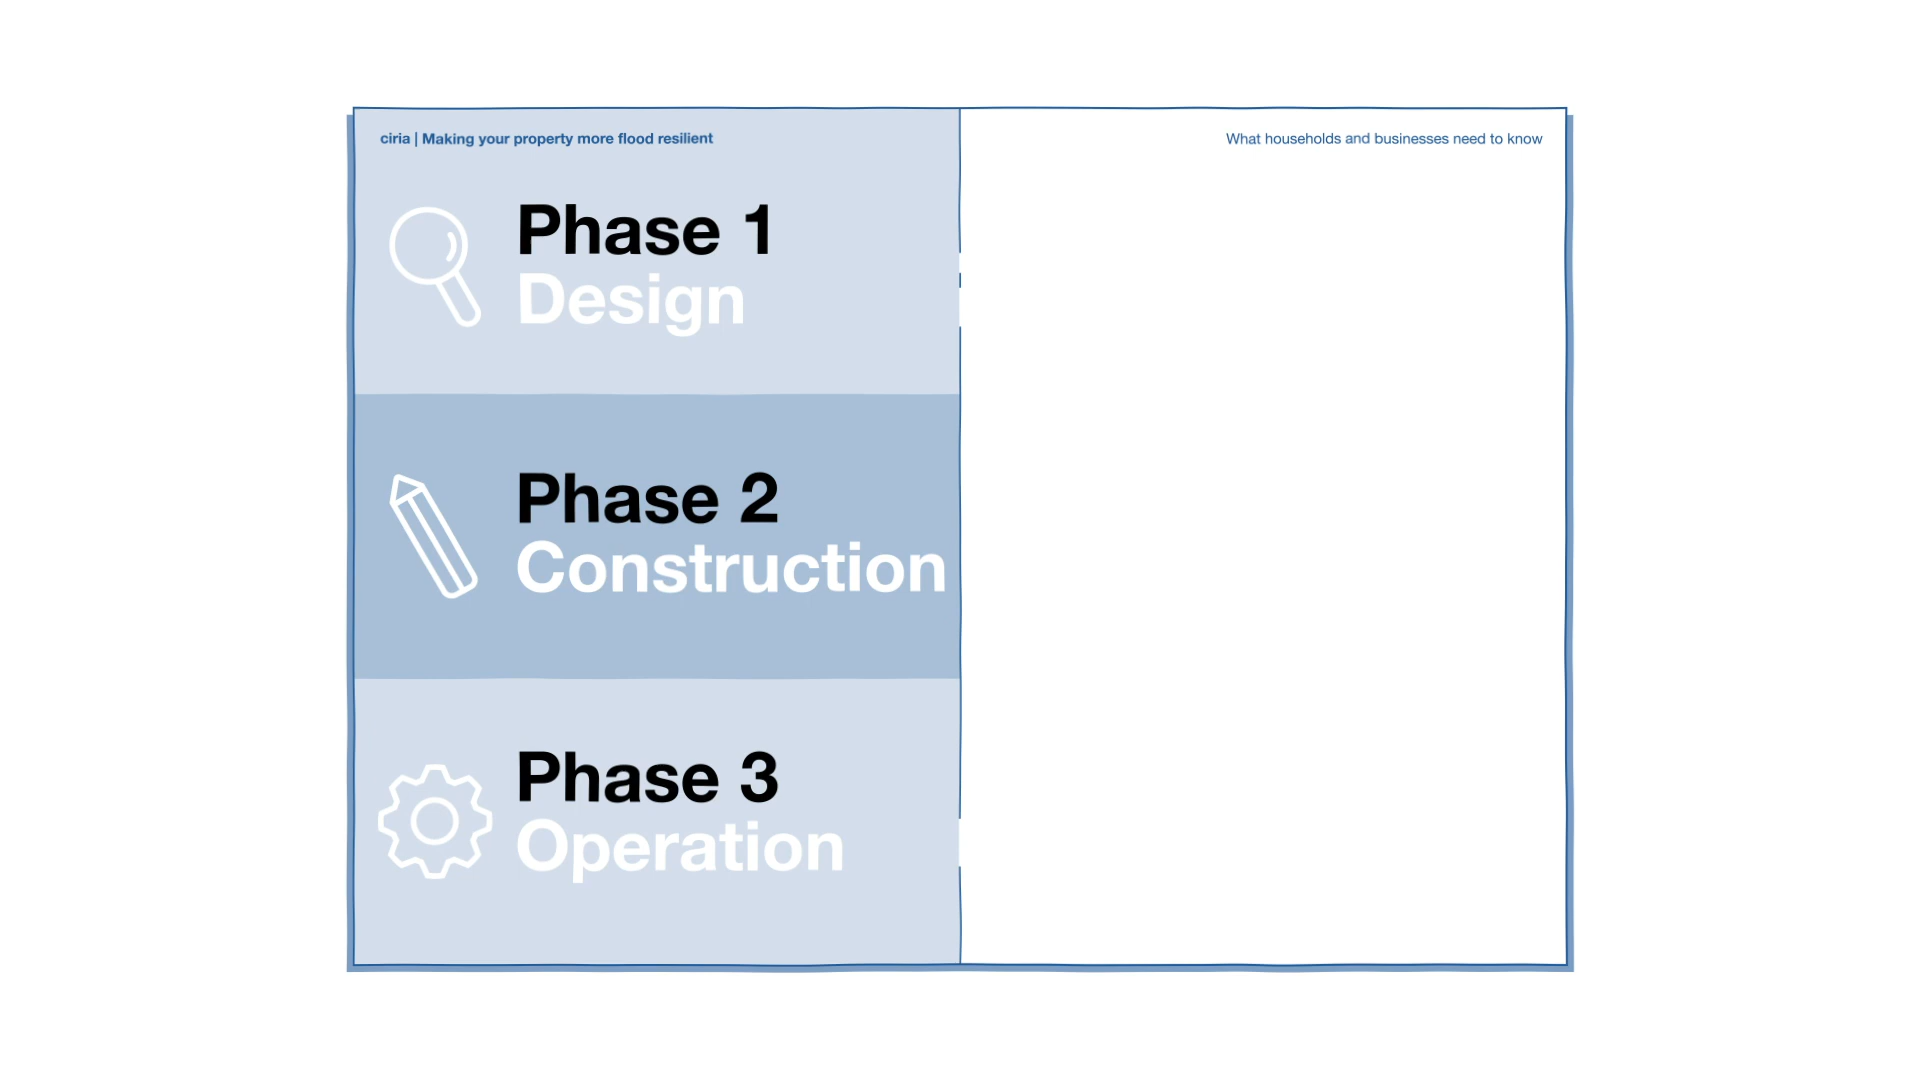 ciria | Making your property more flood resilient
What households and businesses need to know
Phase 1
Design
Phase 2
Construction
Phase 3
Operation